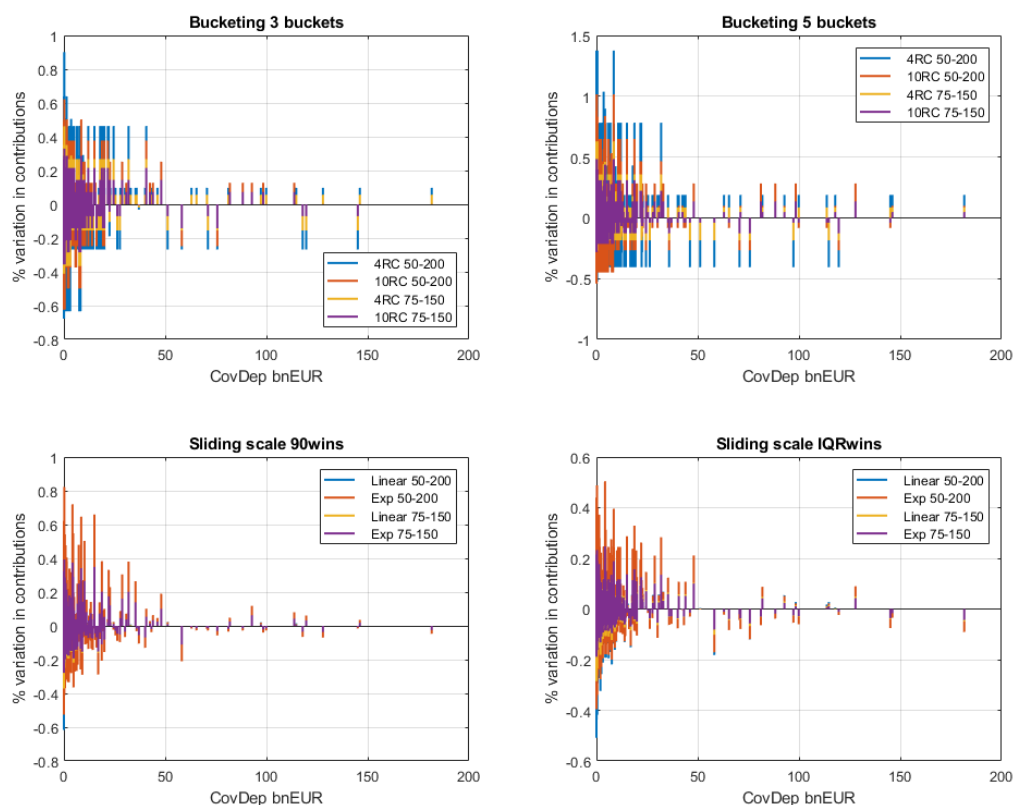 Bucketing 3 buckets
% variation in contributions
1
0.8
0.6
0.4
0.2
0
-0.2
-0.4
-0.6
-0.8
4RC 50-200
10RC 50-200
4RC 75-150
10RC 75-150
0 50 100 150 200
CovDep bnEUR
Bucketing 5 buckets
% variation in contributions
1.5
1
0.5
0
-0.5
-1
4RC 50-200
10RC 50-200
4RC 75-150
10RC 75-150
0 50 100 150 200
CovDep bnEUR
Sliding scale 90wins
% variation in contributions
1
0.8
0.6
0.4
0.2
0
-0.2
-0.4
-0.6
-0.8
Linear 50-200
Exp 50-200
Linear 75-150
Exp 75-150
0 50 100 150 200
CovDep bnEUR
Sliding scale IQRwins
% variation in contributions
0.6
0.4
0.2
0
-0.2
-0.4
-0.6
Linear 50-200
Exp 50-200
Linear 75-150
Exp 75-150
0 50 100 150 200
CovDep bnEUR